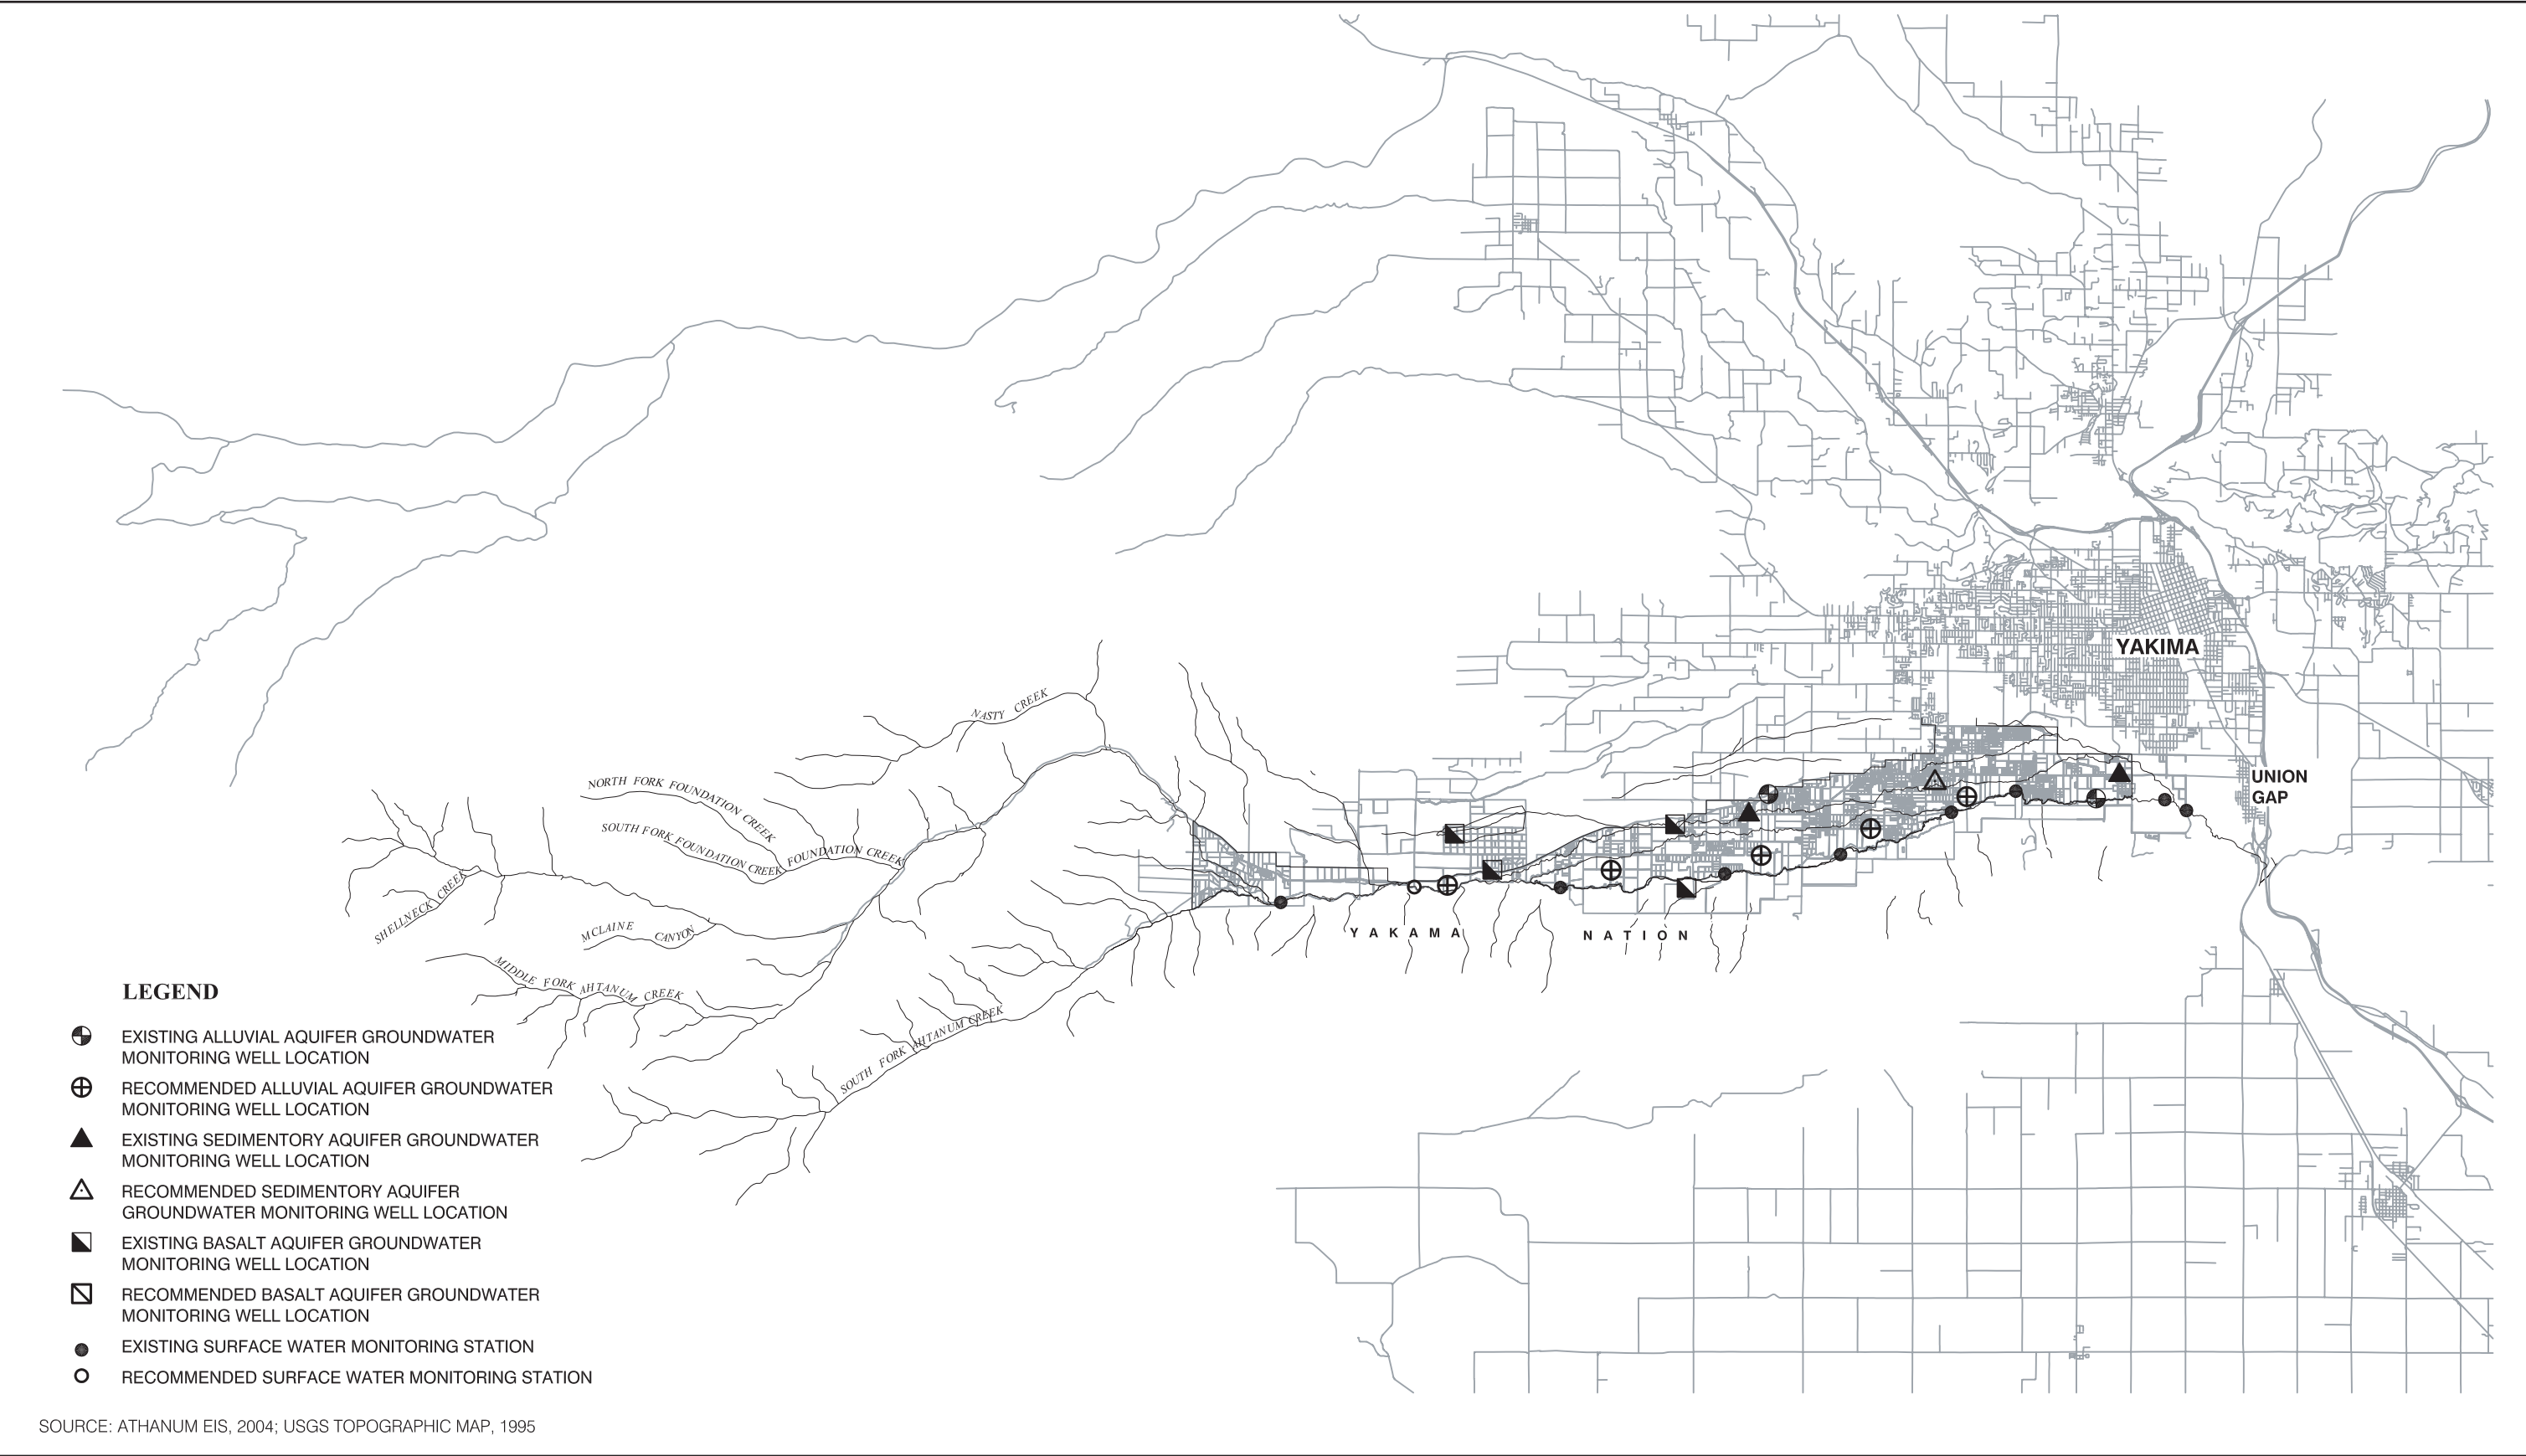 YAKIMA
NASTY CREEK
UNION
GAP
NORTH FORK FOUNDATION CREEK
SOUTH FORK FOUNDATION CREEK
FOUNDATION CREEK
SHELLNECK CREEK
MCLAINE CANYON
YAKAMA NATION
MIDDLE FORK AHTANUM CREEK
SOUTH FORK AHTANUM CREEK
LEGEND
EXISTING ALLUVIAL AQUIFER GROUNDWATER
MONITORING WELL LOCATION
RECOMMENDED ALLUVIAL AQUIFER GROUNDWATER
MONITORING WELL LOCATION
EXISTING SEDIMENTORY AQUIFER GROUNDWATER
MONITORING WELL LOCATION
RECOMMENDED SEDIMENTORY AQUIFER
GROUNDWATER MONITORING WELL LOCATION
EXISTING BASALT AQUIFER GROUNDWATER
MONITORING WELL LOCATION
RECOMMENDED BASALT AQUIFER GROUNDWATER
MONITORING WELL LOCATION
EXISTING SURFACE WATER MONITORING STATION
RECOMMENDED SURFACE WATER MONITORING STATION
SOURCE: ATHANUM EIS, 2004; USGS TOPOGRAPHIC MAP, 1995